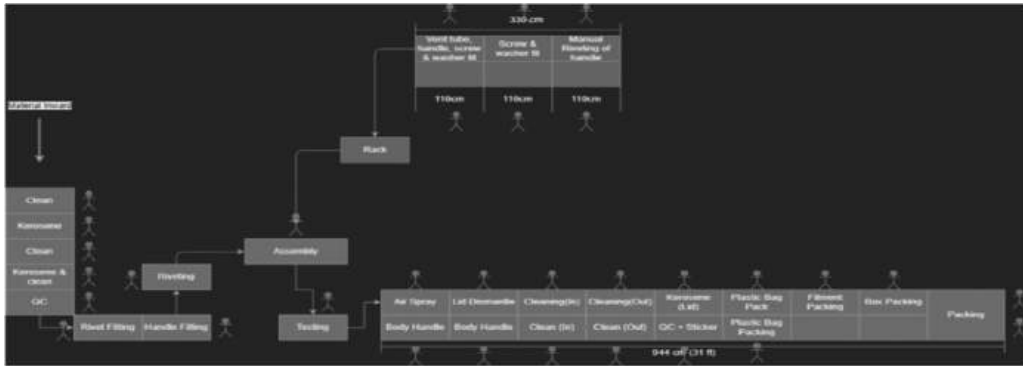 330 cm
Vent tube,
handle, screw
& washer fit
Screw &
washer fit
Manual
Riveting of
handle
110cm
110cm
110cm
Material Inward
Rack
Clean
Kerosene
Clean
Kerosene &
clean
QC
Riveting
Assembly
Rivet Fitting
Handle Fitting
Testing
Air Spray
Lid Dismantle
Cleaning(In)
Cleaning(Out)
Kerosene
(Lid)
Plastic Bag
Pack
Fitment
Packing
Box Packing
Packing
Body Handle
Body Handle
Clean (In)
Clean (Out)
QC + Sticker
Plastic Bag
Packing
944 cm (31 ft)